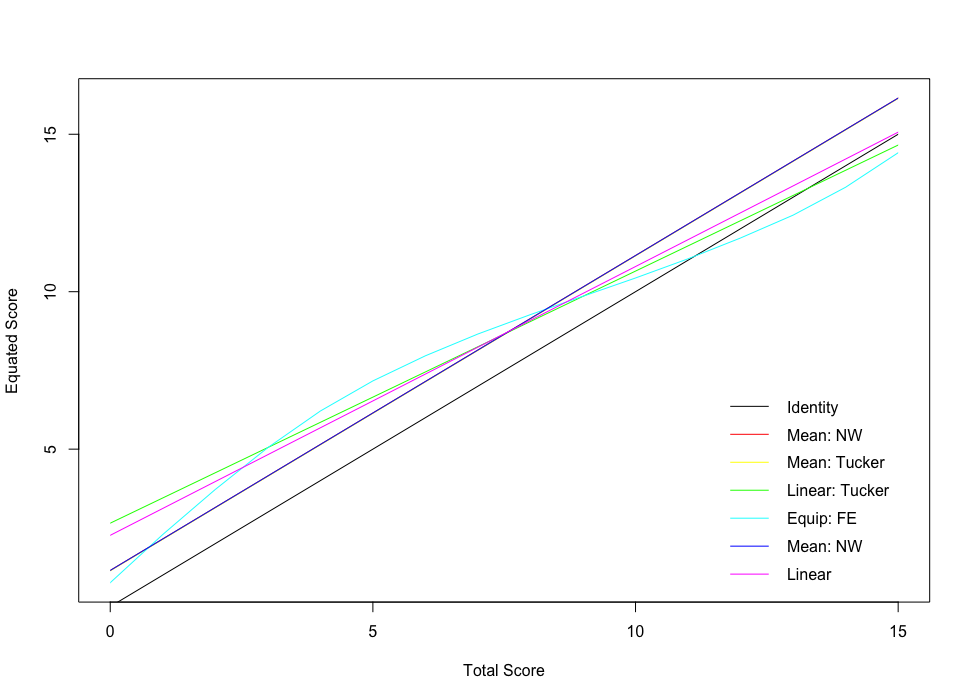 15
10
5
Equated Score
Identity
Mean: NW
Mean: Tucker
Linear: Tucker
Equip: FE
Mean: NW
Linear
0 5 10 15
Total Score